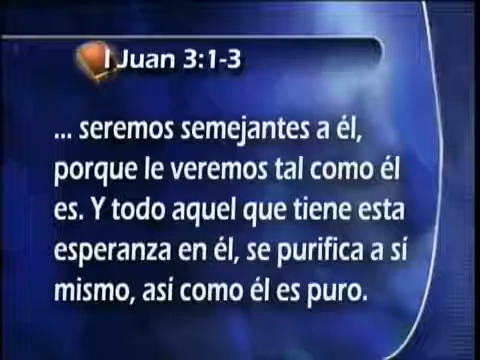 I Juan 3:1-3
... seremos semejantes a él,
porque le veremos tal como él
es. Y todo aquel que tiene esta
esperanza en él, se purifica a sí
mismo, así como él es puro.